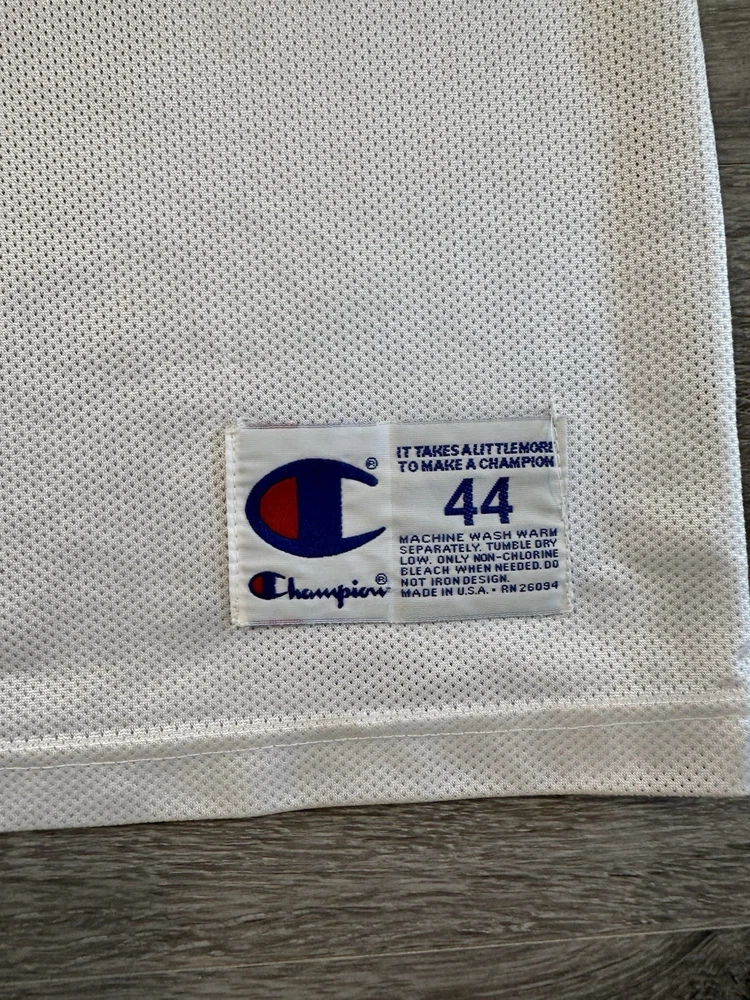 ®
IT TAKES A LITTLE MORE
TO MAKE A CHAMPION
44
MACHINE WASH WARM
SEPARATELY. TUMBLE DRY
LOW. ONLY NON-CHLORINE
BLEACH WHEN NEEDED. DO
NOT IRON DESIGN.
MADE IN U.S.A. • RN 26094
Champion®